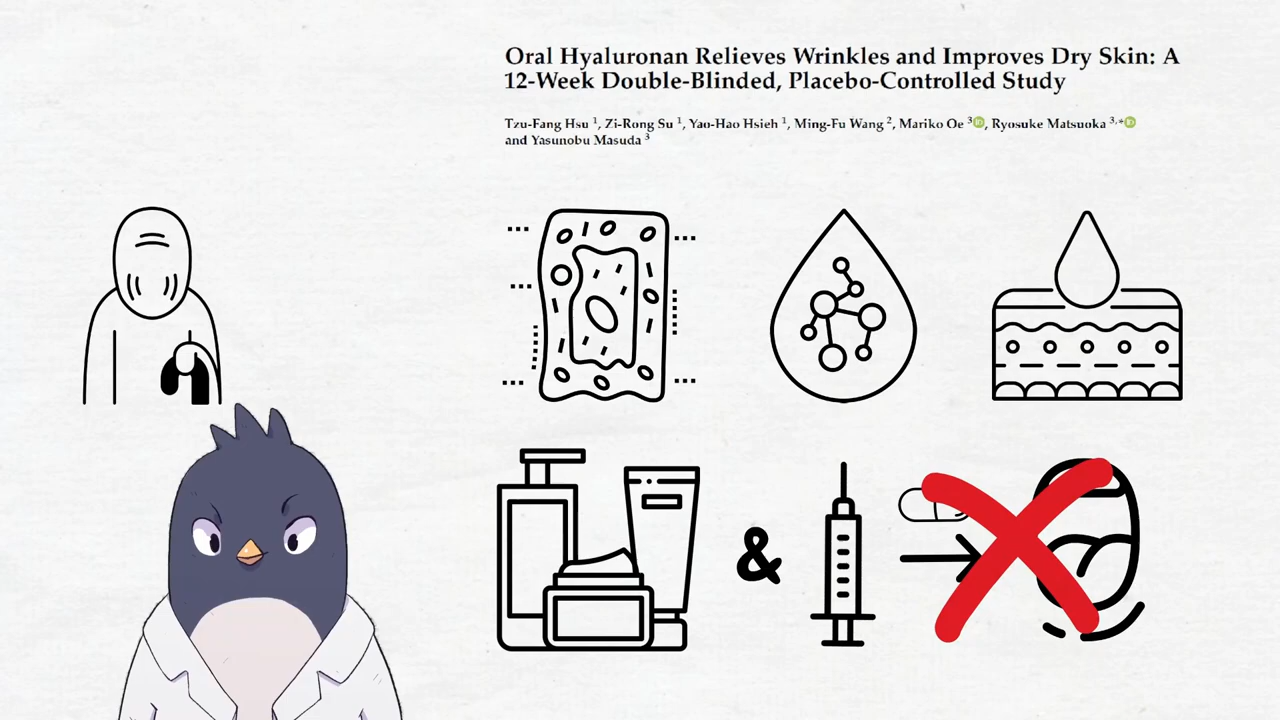 Oral Hyaluronan Relieves Wrinkles and Improves Dry Skin: A
12-Week Double-Blinded, Placebo-Controlled Study
Tzu-Fang Hsu ¹, Zi-Rong Su ¹, Yao-Hao Hsieh ¹, Ming-Fu Wang ², Mariko Oe ³, Ryosuke Matsuoka ³,*
and Yasunobu Masuda ³
&